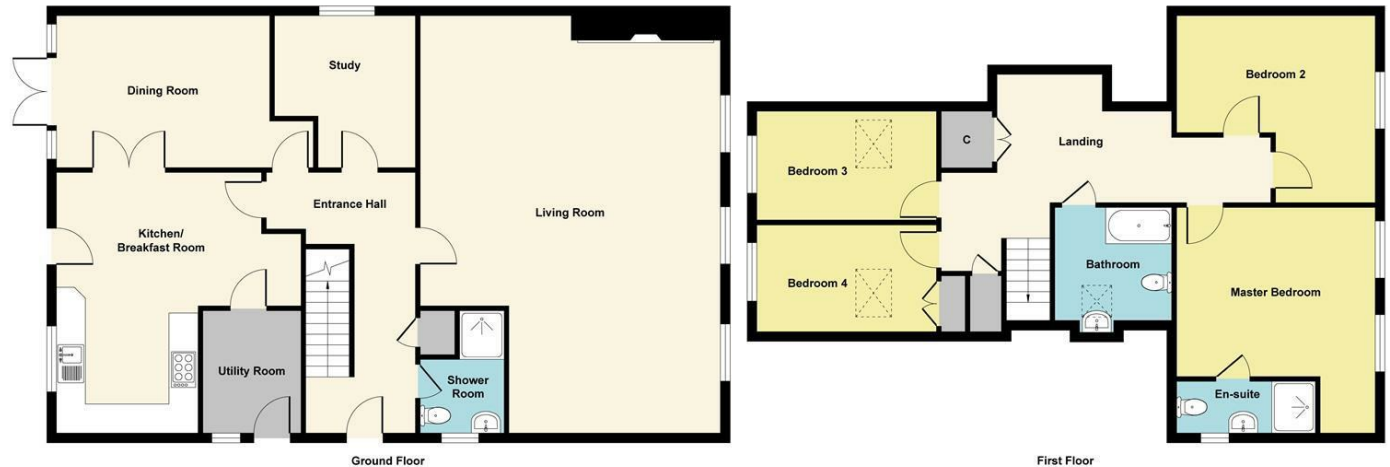 Dining Room
Study
Kitchen/
Breakfast Room
Entrance Hall
Living Room
Utility Room
Shower
Room
Ground Floor
Bedroom 2
C
Landing
Bedroom 3
Bedroom 4
Bathroom
Master Bedroom
En-suite
First Floor